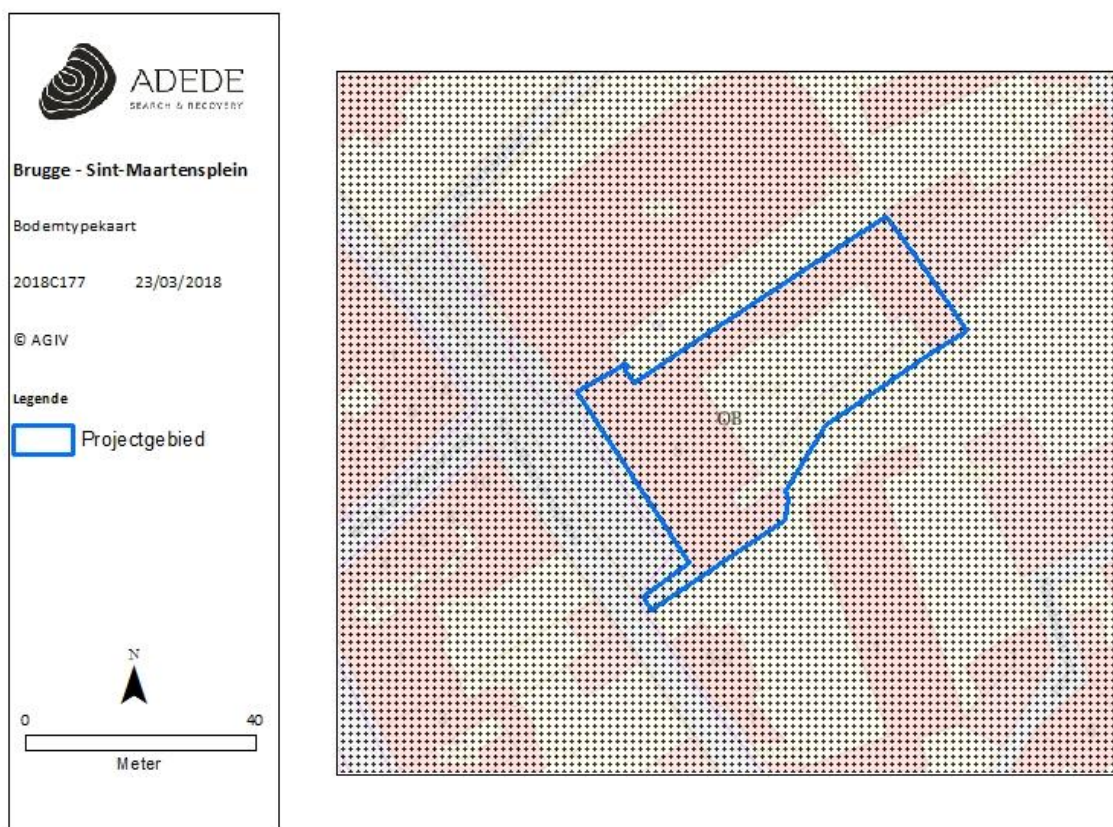 ADEDE
SEARCH & RECOVERY
Brugge - Sint-Maartensplein
Bodemtypekaart
2018C177 23/03/2018
© AGIV
Legende
Projectgebied
N
0 40
Meter
OB